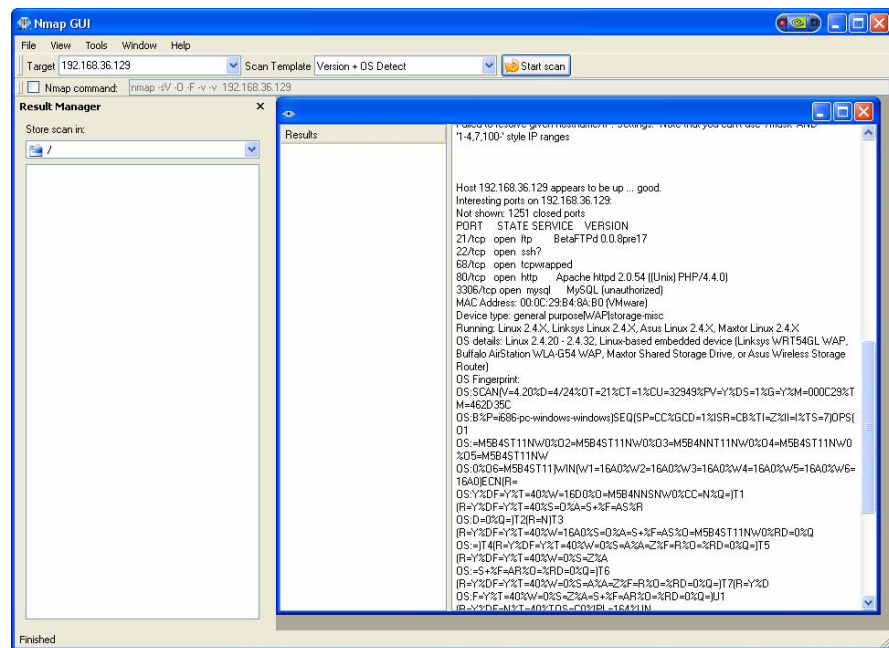 Nmap GUI
File View Tools Window Help
Target 192.168.36.129 Scan Template Version + OS Detect Start scan
Nmap command: nmap -sV -O -F -v -v 192.168.36.129
Result Manager
Store scan in:
/
Results
'1-4,7,100-' style IP ranges
Host 192.168.36.129 appears to be up ... good.
Interesting ports on 192.168.36.129:
Not shown: 1251 closed ports
PORT STATE SERVICE VERSION
21/tcp open ftp BetaFTPd 0.0.8pre17
22/tcp open ssh?
68/tcp open tcpwrapped
80/tcp open http Apache httpd 2.0.54 ((Unix) PHP/4.4.0)
3306/tcp open mysql MySQL (unauthorized)
MAC Address: 00:0C:29:B4:8A:B0 (VMware)
Device type: general purpose|WAP|storage-misc
Running: Linux 2.4.X, Linksys Linux 2.4.X, Asus Linux 2.4.X, Maxtor Linux 2.4.X
OS details: Linux 2.4.20 - 2.4.32, Linux-based embedded device (Linksys WRT54GL WAP,
Buffalo AirStation WLA-G54 WAP, Maxtor Shared Storage Drive, or Asus Wireless Storage
Router)
OS Fingerprint:
OS:SCAN(V=4.20%D=4/24%OT=21%CT=1%CU=32949%PV=Y%DS=1%G=Y%M=000C29%T
M=462D35C
OS:B%P=i686-pc-windows-windows)SEQ(SP=CC%GCD=1%ISR=CB%TI=Z%II=I%TS=7)OPS(
O1
OS:=M5B4ST11NW0%O2=M5B4ST11NW0%O3=M5B4NNT11NW0%O4=M5B4ST11NW0
%O5=M5B4ST11NW
OS:0%O6=M5B4ST11)WIN(W1=16A0%W2=16A0%W3=16A0%W4=16A0%W5=16A0%W6=
16A0)ECN(R=
OS:Y%DF=Y%T=40%W=16D0%O=M5B4NNSNW0%CC=N%Q=)T1
(R=Y%DF=Y%T=40%S=O%A=S+%F=AS%R
OS:D=0%Q=)T2(R=N)T3
(R=Y%DF=Y%T=40%W=16A0%S=O%A=S+%F=AS%O=M5B4ST11NW0%RD=0%Q
OS:=)T4(R=Y%DF=Y%T=40%W=0%S=A%A=Z%F=R%O=%RD=0%Q=)T5
(R=Y%DF=Y%T=40%W=0%S=Z%A
OS:=S+%F=AR%O=%RD=0%Q=)T6
(R=Y%DF=Y%T=40%W=0%S=A%A=Z%F=R%O=%RD=0%Q=)T7(R=Y%D
OS:F=Y%T=40%W=0%S=Z%A=S+%F=AR%O=%RD=0%Q=)U1
(R=Y%DF=N%T=40%TOS=C0%IPL=164%UN
Finished